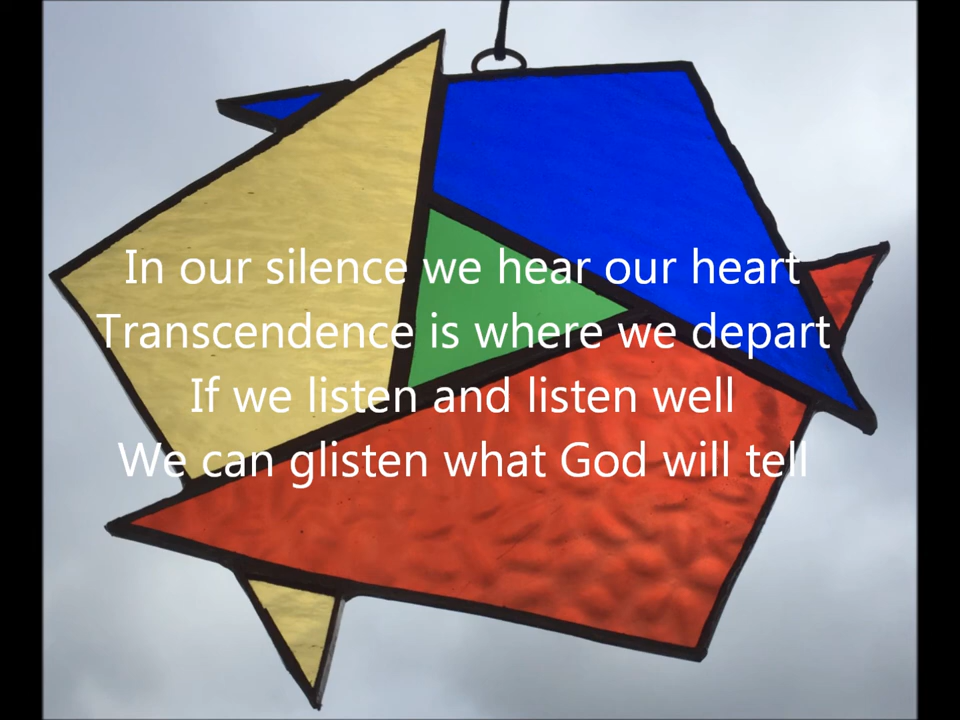 In our silence we hear our heart
Transcendence is where we depart
If we listen and listen well
We can glisten what God will tell